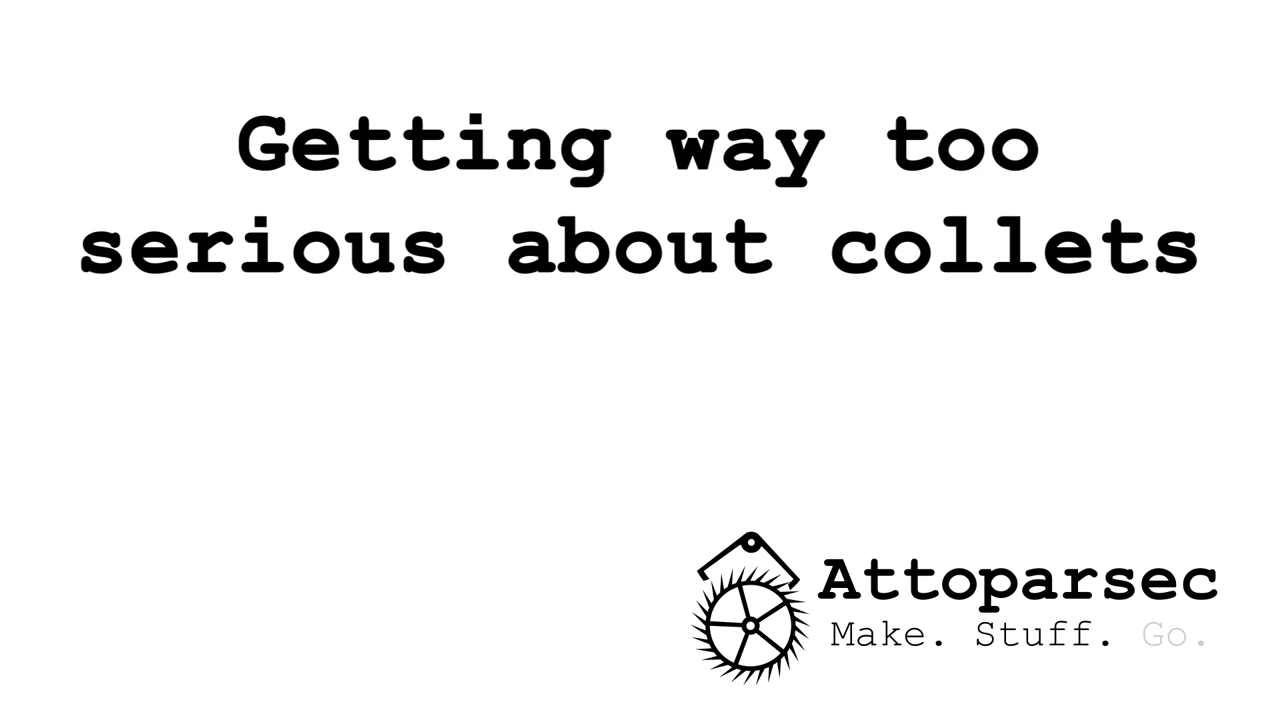 Getting way too
serious about collets
Attoparsec
Make. Stuff. Go.